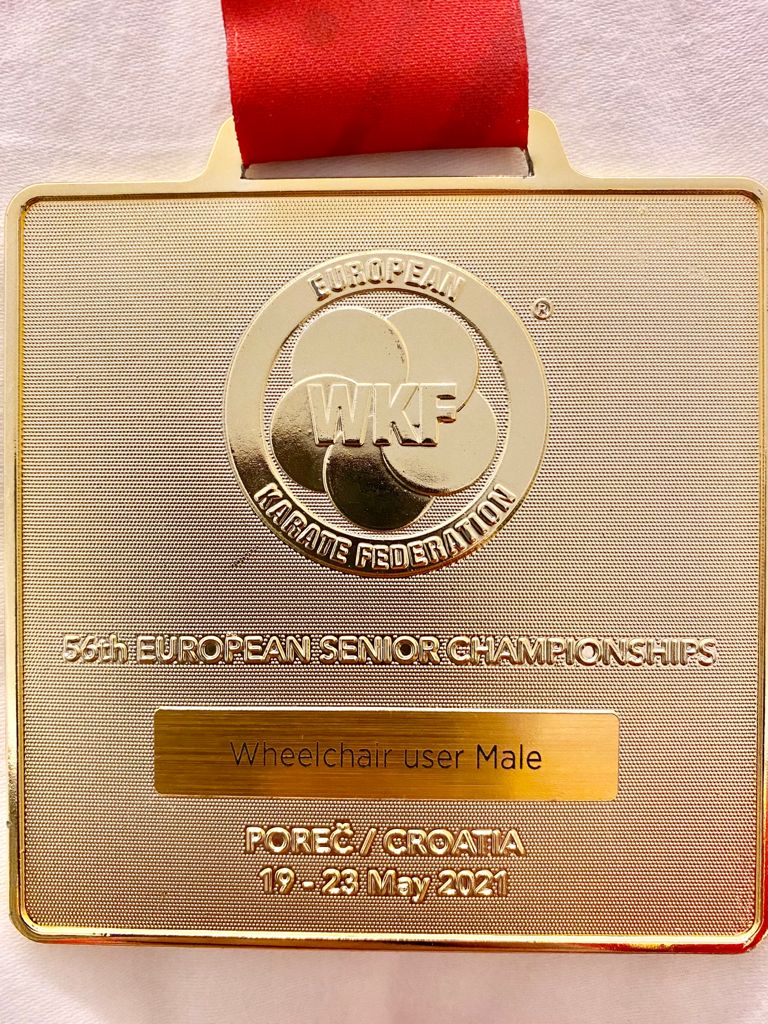 EUROPEAN
®
WKF
KARATE FEDERATION
56th EUROPEAN SENIOR CHAMPIONSHIPS
Wheelchair user Male
POREČ / CROATIA
19 - 23 May 2021